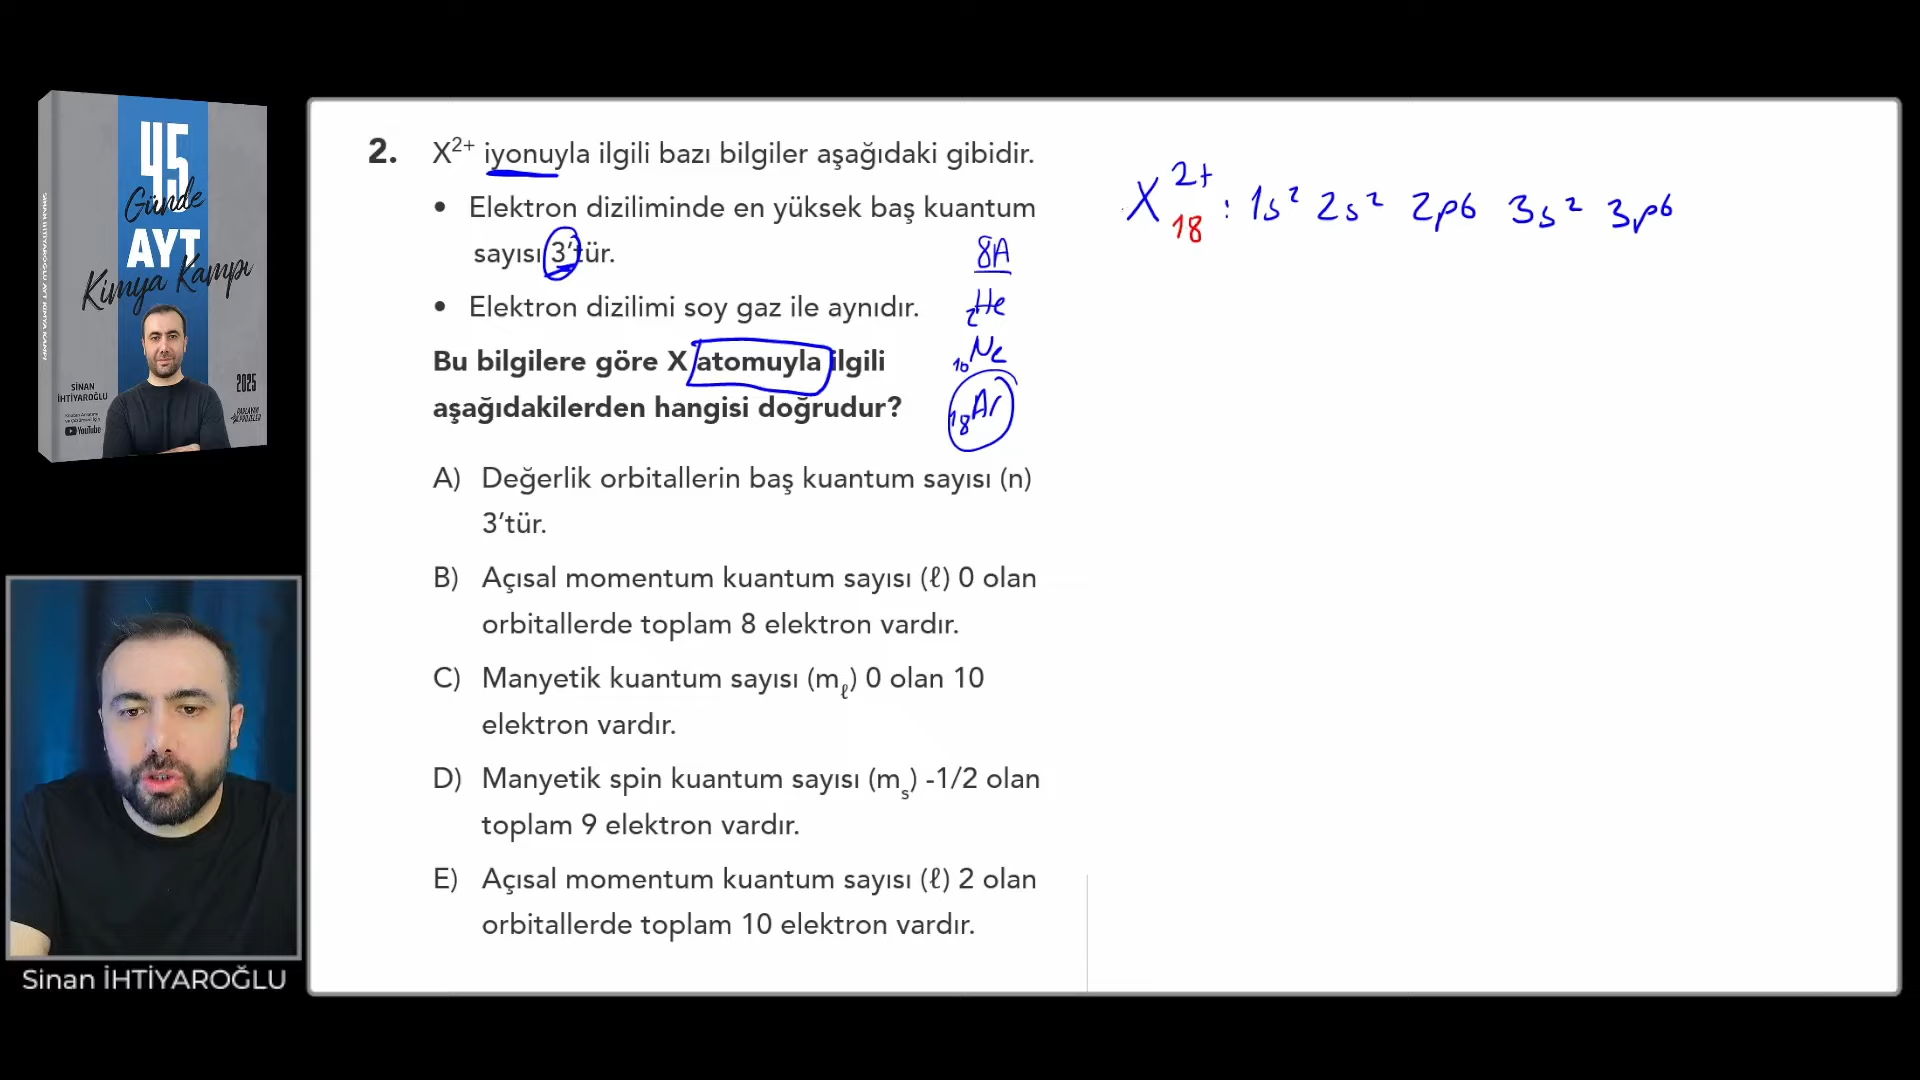 45
Günde
AYT
Kimya Kampı
SİNAN
İHTİYAROĞLU
2025
YouTube
Sinan İHTİYAROĞLU
2. X²⁺ iyonuyla ilgili bazı bilgiler aşağıdaki gibidir.
• Elektron diziliminde en yüksek baş kuantum
sayısı 3'tür.
• Elektron dizilimi soy gaz ile aynıdır.
Bu bilgilere göre X atomuyla ilgili
aşağıdakilerden hangisi doğrudur?
A) Değerlik orbitallerin baş kuantum sayısı (n)
3'tür.
B) Açısal momentum kuantum sayısı (ℓ) 0 olan
orbitallerde toplam 8 elektron vardır.
C) Manyetik kuantum sayısı (mℓ) 0 olan 10
elektron vardır.
D) Manyetik spin kuantum sayısı (mₛ) -1/2 olan
toplam 9 elektron vardır.
E) Açısal momentum kuantum sayısı (ℓ) 2 olan
orbitallerde toplam 10 elektron vardır.
8A
₂He
₁₀Ne
₁₈Ar
X²⁺ : 1s² 2s² 2p6 3s² 3p6
18